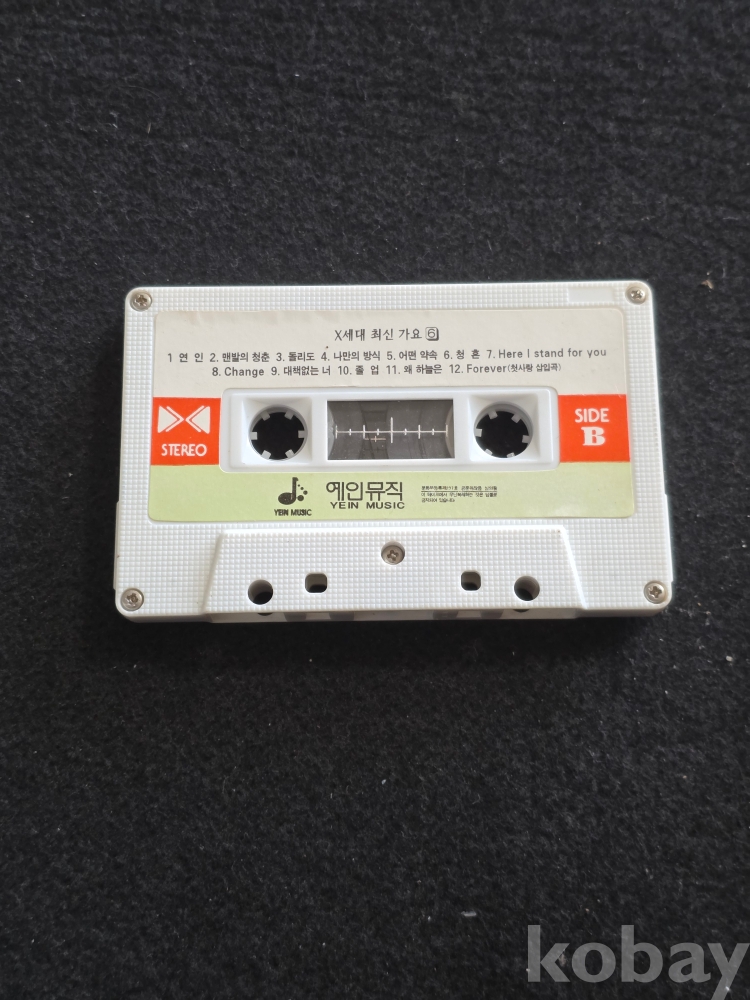 X세대 최신 가요 6
1 연 인 2. 맨발의 청춘 3. 돌리도 4. 나만의 방식 5. 어떤 약속 6. 청 혼 7. Here I stand for you
8. Change 9. 대책없는 너 10. 졸 업 11. 왜 하늘은 12. Forever(첫사랑 삽입곡)
STEREO
SIDE
B
YEIN MUSIC
예인뮤직
YEIN MUSIC
kobay